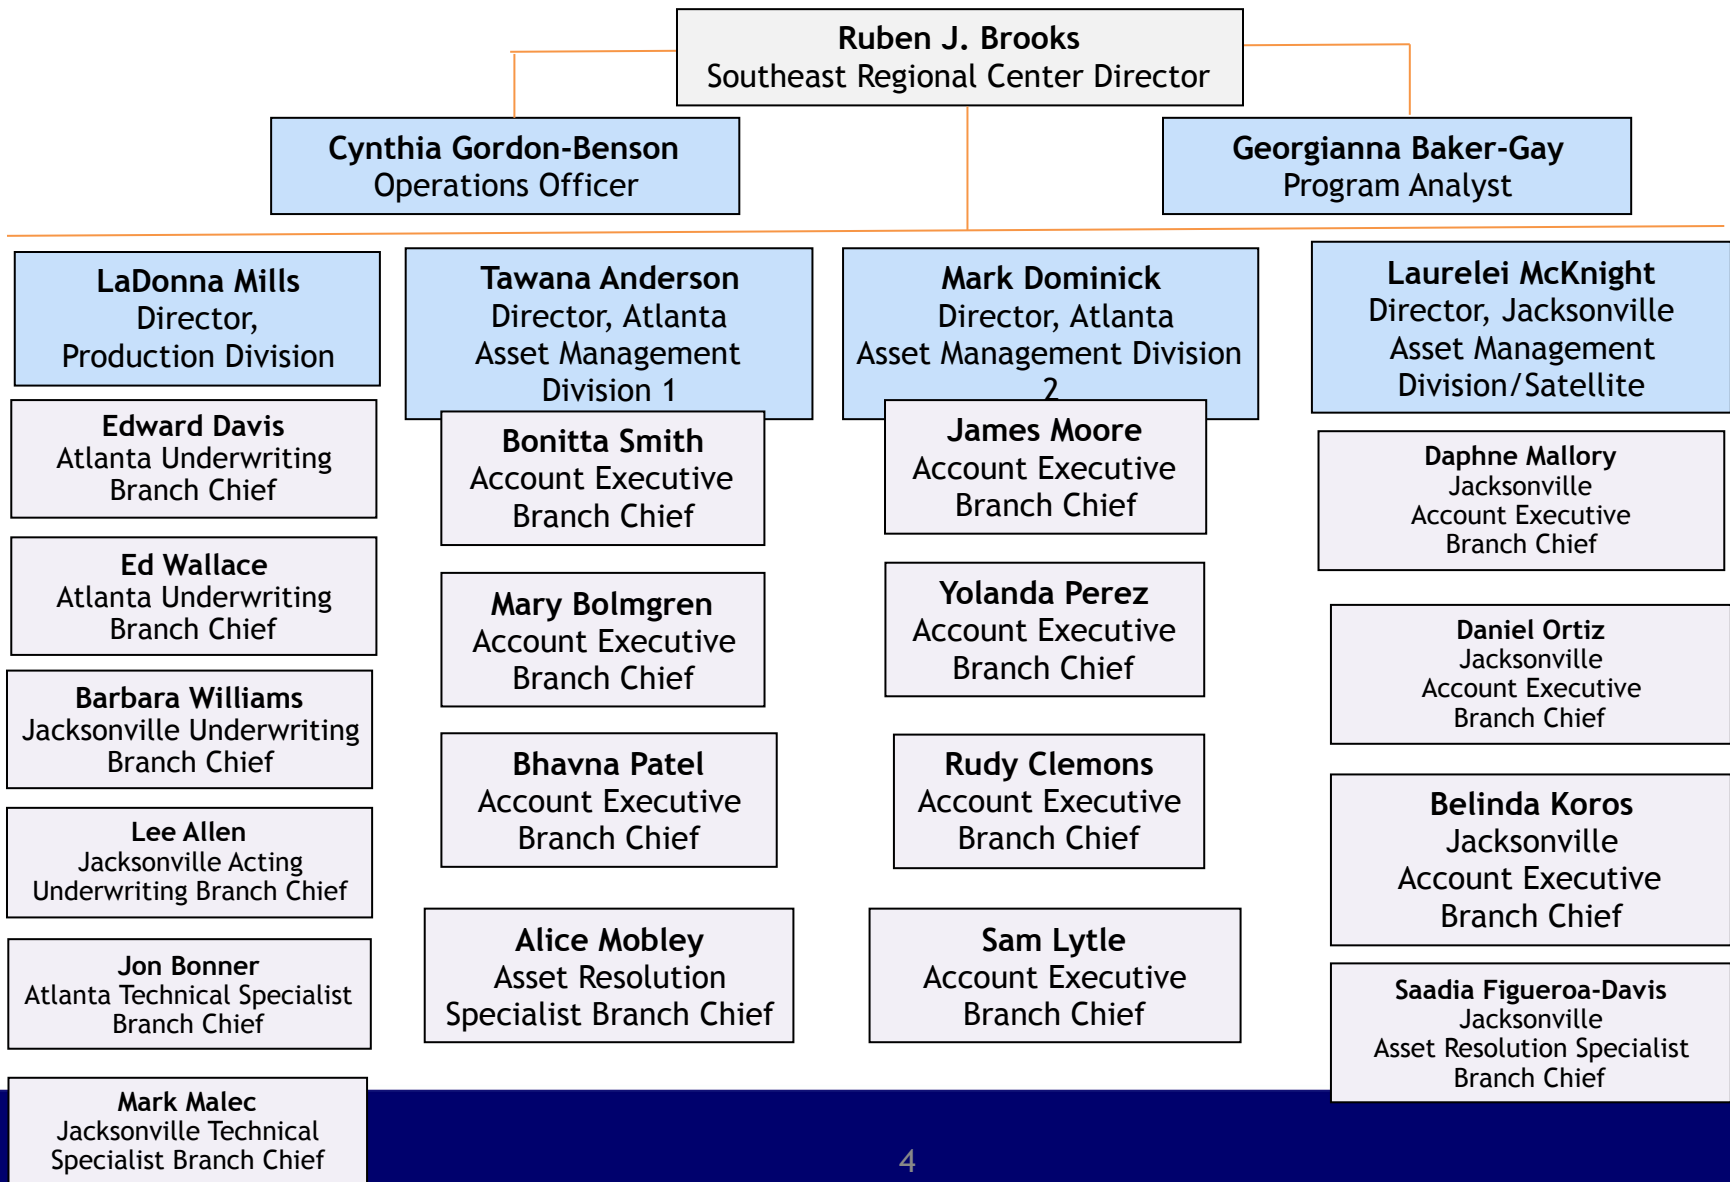 Ruben J. Brooks
Southeast Regional Center Director
Cynthia Gordon-Benson
Operations Officer
Georgianna Baker-Gay
Program Analyst
LaDonna Mills
Director,
Production Division
Edward Davis
Atlanta Underwriting
Branch Chief
Ed Wallace
Atlanta Underwriting
Branch Chief
Barbara Williams
Jacksonville Underwriting
Branch Chief
Lee Allen
Jacksonville Acting
Underwriting Branch Chief
Jon Bonner
Atlanta Technical Specialist
Branch Chief
Mark Malec
Jacksonville Technical
Specialist Branch Chief
Tawana Anderson
Director, Atlanta
Asset Management
Division 1
Bonitta Smith
Account Executive
Branch Chief
Mary Bolmgren
Account Executive
Branch Chief
Bhavna Patel
Account Executive
Branch Chief
Alice Mobley
Asset Resolution
Specialist Branch Chief
Mark Dominick
Director, Atlanta
Asset Management Division
2
James Moore
Account Executive
Branch Chief
Yolanda Perez
Account Executive
Branch Chief
Rudy Clemons
Account Executive
Branch Chief
Sam Lytle
Account Executive
Branch Chief
Laurelei McKnight
Director, Jacksonville
Asset Management
Division/Satellite
Daphne Mallory
Jacksonville
Account Executive
Branch Chief
Daniel Ortiz
Jacksonville
Account Executive
Branch Chief
Belinda Koros
Jacksonville
Account Executive
Branch Chief
Saadia Figueroa-Davis
Jacksonville
Asset Resolution Specialist
Branch Chief
4